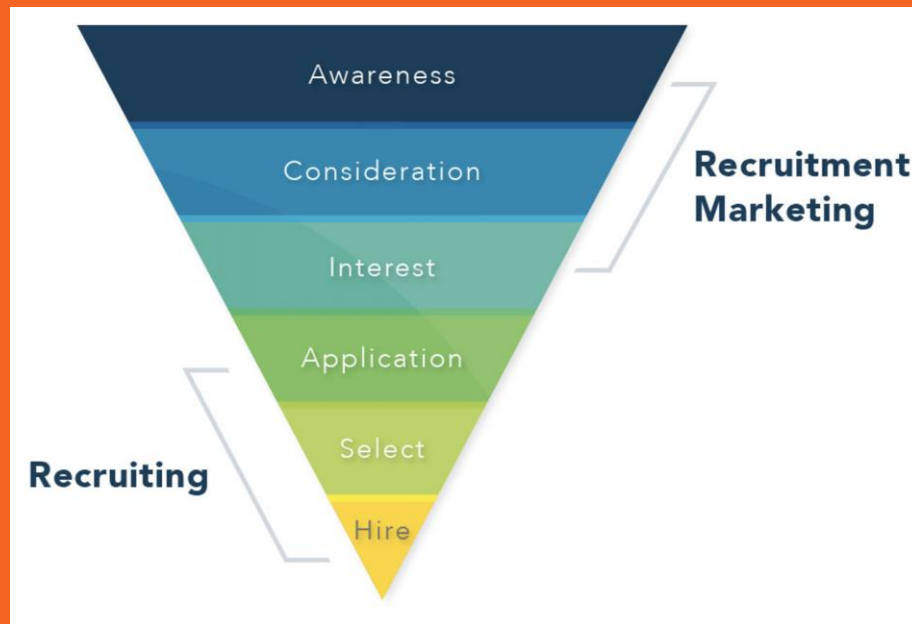 Awareness
Consideration
Recruitment
Marketing
Interest
Application
Select
Recruiting
Hire